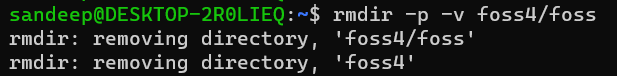 sandeep@DESKTOP-2R0LIEQ:~$ rmdir -p -v foss4/foss
rmdir: removing directory, 'foss4/foss'
rmdir: removing directory, 'foss4'